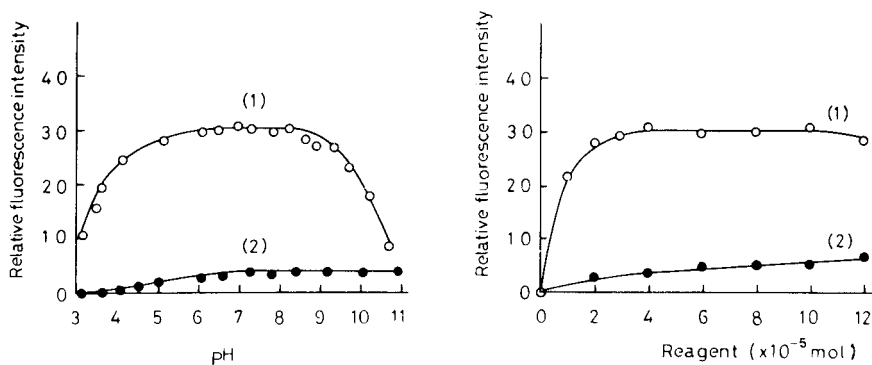 Relative fluorescence intensity
40
30
20
10
0
(1)
(2)
3 4 5 6 7 8 9 10 11
pH
Relative fluorescence intensity
40
30
20
10
0
(1)
(2)
0 2 4 6 8 10 12
Reagent (x10⁻⁵ mol)